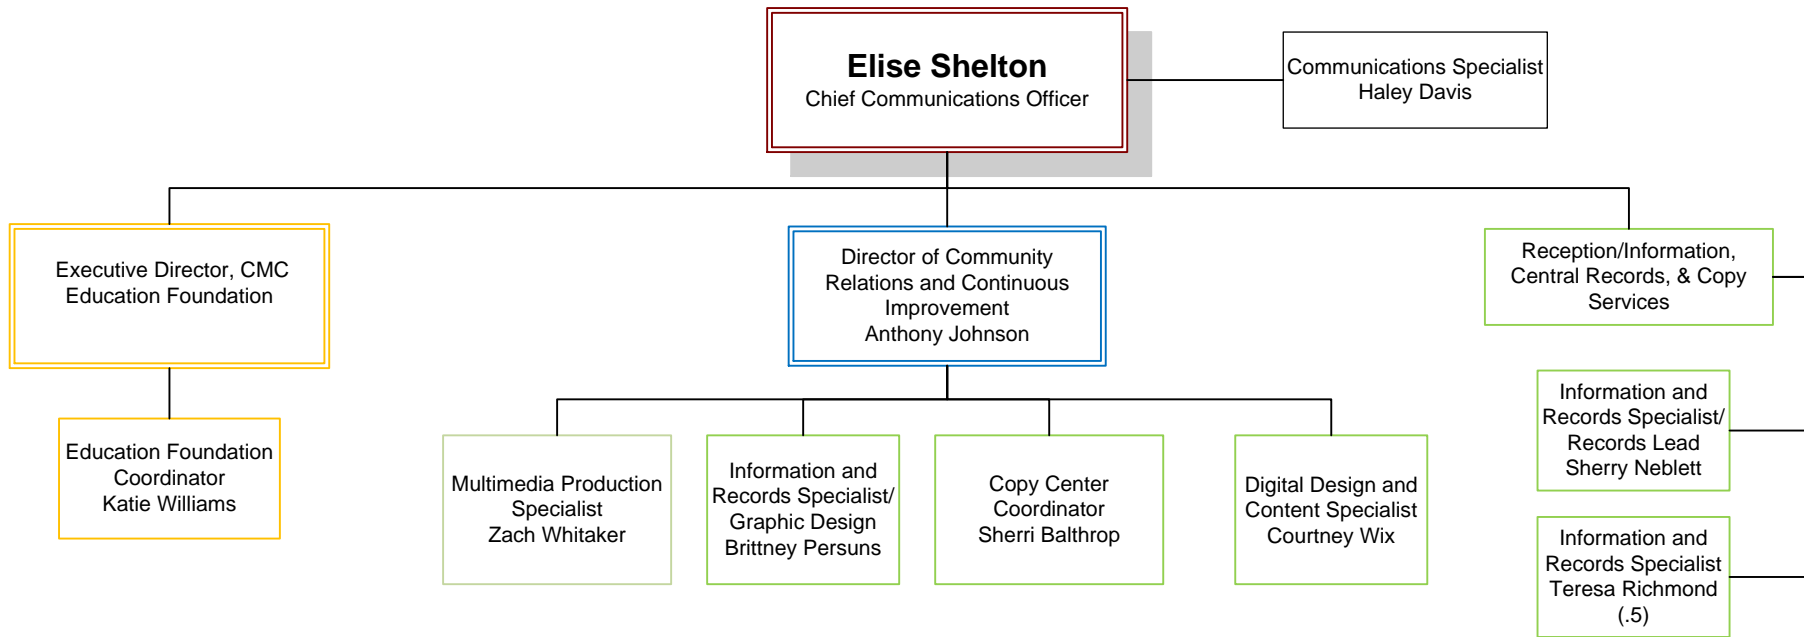 Elise Shelton
Chief Communications Officer
Communications Specialist
Haley Davis
Executive Director, CMC
Education Foundation
Director of Community
Relations and Continuous
Improvement
Anthony Johnson
Reception/Information,
Central Records, & Copy
Services
Education Foundation
Coordinator
Katie Williams
Multimedia Production
Specialist
Zach Whitaker
Information and
Records Specialist/
Graphic Design
Brittney Persuns
Copy Center
Coordinator
Sherri Balthrop
Digital Design and
Content Specialist
Courtney Wix
Information and
Records Specialist/
Records Lead
Sherry Neblett
Information and
Records Specialist
Teresa Richmond
(.5)